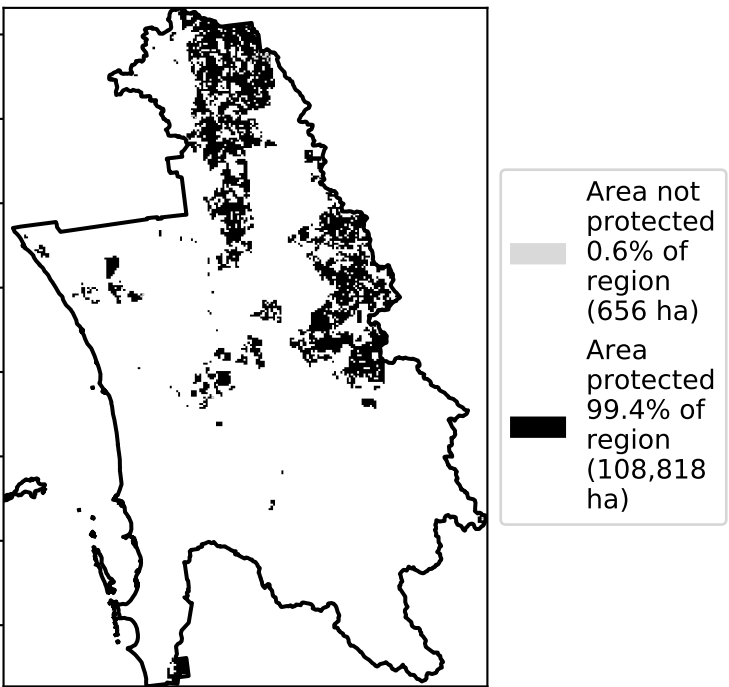 Area not
protected
0.6% of
region
(656 ha)
Area
protected
99.4% of
region
(108,818
ha)